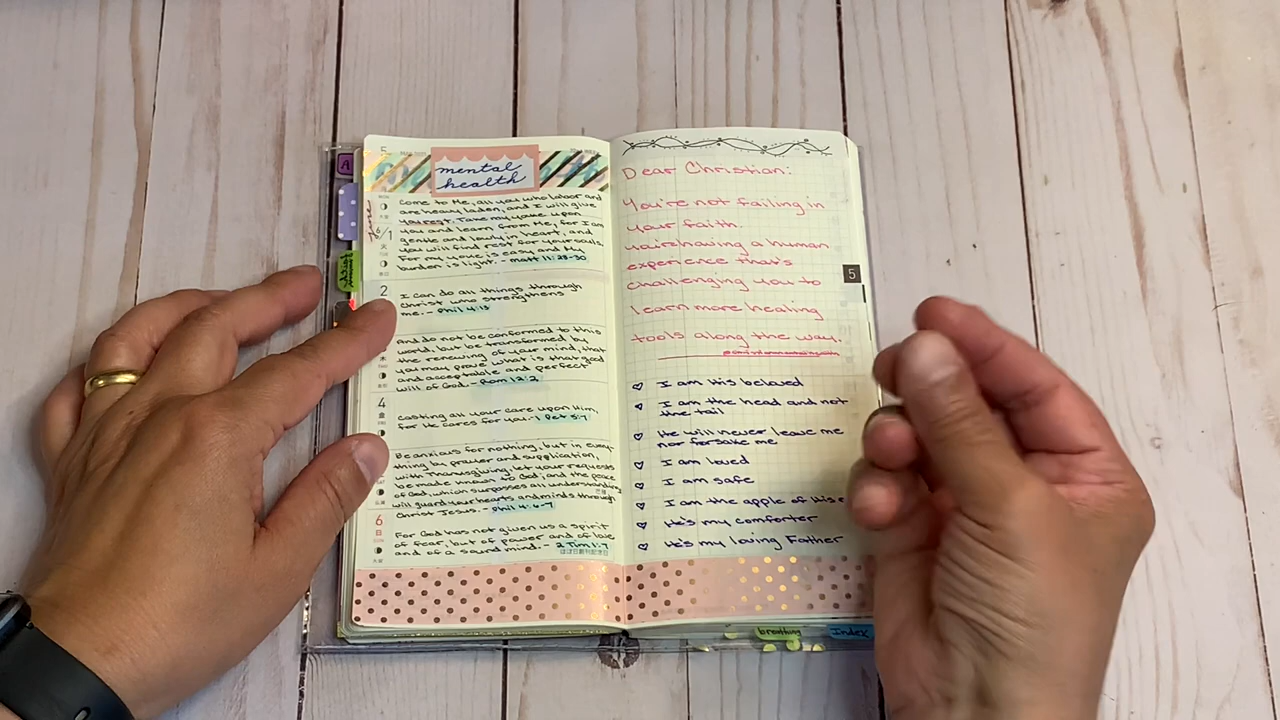 mental
health
Come to Me, all you who labor and
are heavy laden, and I will give
you rest. Take my yoke upon
you and learn from Me, for I am
gentle and lowly in heart and
you will find rest for your souls.
For my yoke is easy and My
burden is light. - Matt 11:28-30
6/1
2
I can do all things through
Christ who strengthens
me. - Phil 4:13
And do not be conformed to this
world, but be transformed by
the renewing of your mind, that
you may prove what is that good
and acceptable and perfect
will of God. - Rom 12:2
4
casting all your care upon Him,
for He cares for you. 1 Pet 5:7
Be anxious for nothing, but in every
thing by prayer and supplication,
with Thanksgiving, let your requests
be made known to God; and the peace
of God, which surpasses all understanding
will guard hearts and minds through
Christ Jesus. - Phil 4:6-7
6
日
For God has not given us a spirit
of fear, but of power and of love
and of a sound mind. - 2 Tim 1:7
Dear Christian:
You're not failing in
your faith.
You're having a human
experience that's
challenging you to
learn more healing
tools along the way.
5
I am His beloved
I am the head and not
the tail
He will never leave me
nor forsake me
I am loved
I am safe
I am the apple of His e
He's my comforter
He's my loving Father
A
breathing
Index